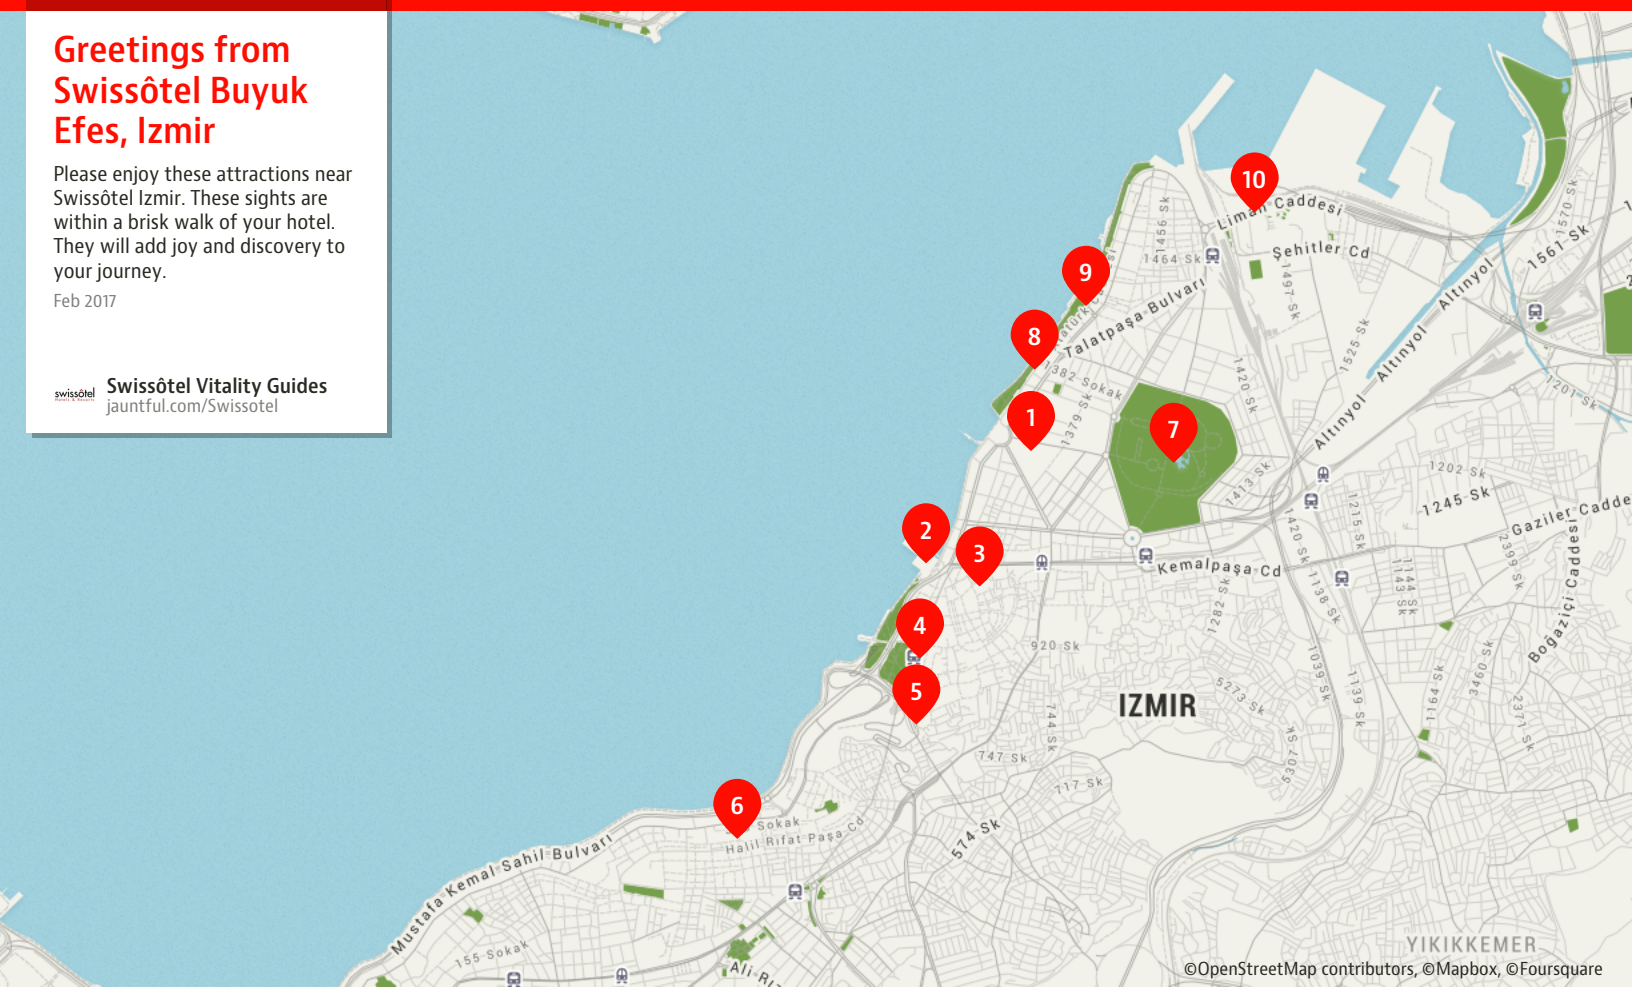 Greetings from
Swissôtel Buyuk
Efes, Izmir
Please enjoy these attractions near
Swissôtel Izmir. These sights are
within a brisk walk of your hotel.
They will add joy and discovery to
your journey.
Feb 2017
swissôtel
Hotels & Resorts
Swissôtel Vitality Guides
jauntful.com/Swissotel
10
Liman Caddesi
1570 Sk
1456 Sk
1561 Sk
Şehitler Cd
1464 Sk
9
1497 Sk
Altınyol
Talatpaşa Bulvarı
8
1525 Sk
Altınyol
1382 Sokak
1420 Sk
1201 Sk
1
1379 Sk
7
Altınyol
1413 Sk
1202 Sk
1245 Sk
Gaziler Cadde
1215 Sk
2
3
1420 Sk
2399 Sk
Kemalpaşa Cd
1138 Sk
1144 Sk
1143 Sk
1282 Sk
Boğaziçi Caddesi
4
920 Sk
1039 Sk
1139 Sk
3460 Sk
5
IZMIR
5273 Sk
1164 Sk
2371 Sk
744 Sk
5307 Sk
747 Sk
717 Sk
6
Sokak
Halil Rıfat Paşa Cd
574 Sk
Mustafa Kemal Sahil Bulvarı
155 Sokak
YIKIKKEMER
©OpenStreetMap contributors, ©Mapbox, ©Foursquare